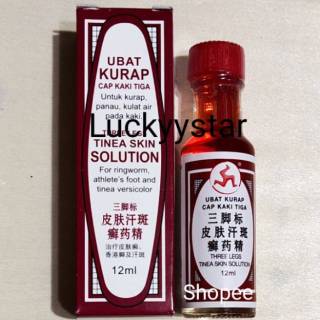 UBAT
KURAP
CAP KAKI TIGA
Untuk kurap,
panau, kulat air
pada kaki.
THREE LEGS
TINEA SKIN
SOLUTION
For ringworm,
athlete's foot and
tinea versicolor
三脚标
皮肤汗斑
癣药精
治疗皮肤癣,
香港脚及汗斑
12ml
Luckyystar
UBAT KURAP
CAP KAKI TIGA
三脚标
皮肤汗斑
癣药精
THREE LEGS
TINEA SKIN SOLUTION
12ml
Shopee